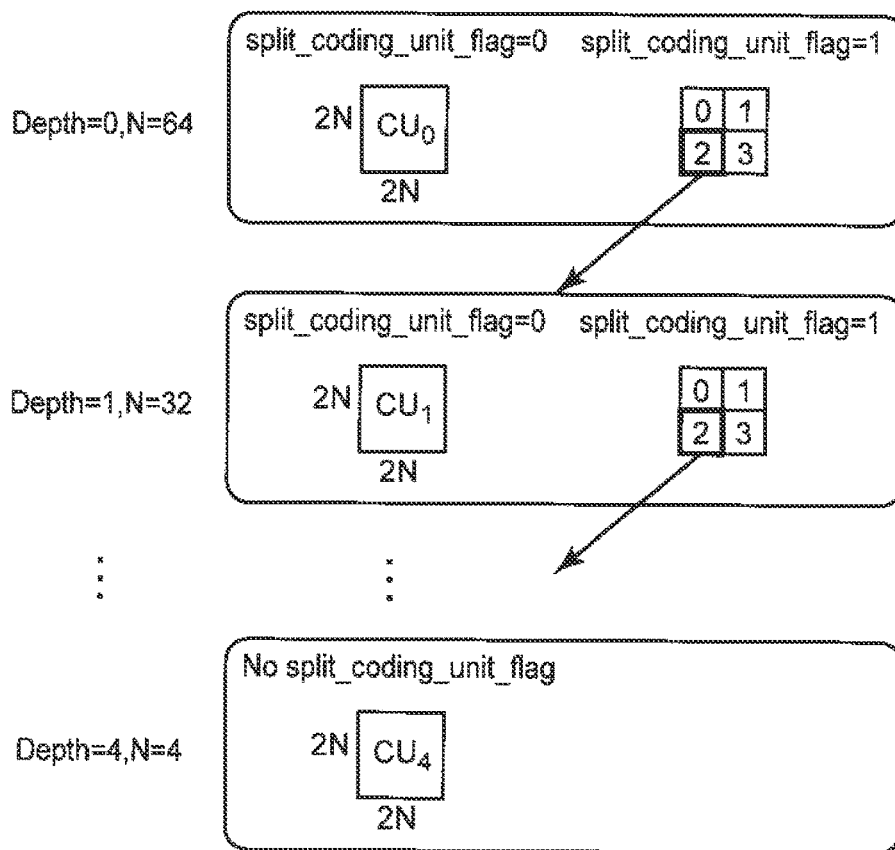 split_coding_unit_flag=0 split_coding_unit_flag=1
Depth=0,N=64
2N
CU₀
2N
0 1
2 3
split_coding_unit_flag=0 split_coding_unit_flag=1
Depth=1,N=32
2N
CU₁
2N
0 1
2 3
No split_coding_unit_flag
Depth=4,N=4
2N
CU₄
2N